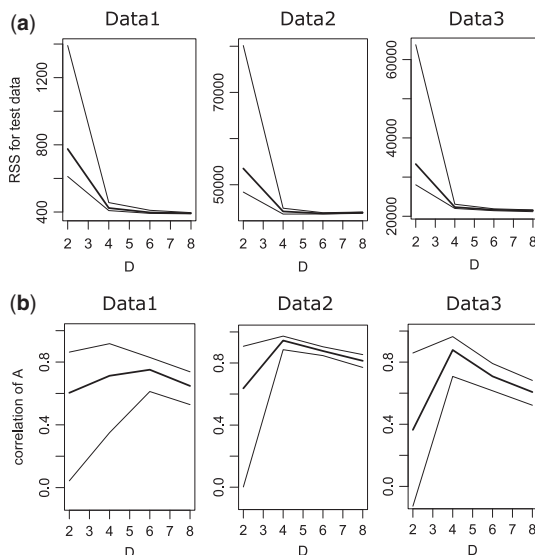 (a)
Data1 Data2 Data3
RSS for test data
400 800 1200
50000 70000
20000 40000 60000
2 3 4 5 6 7 8
2 3 4 5 6 7 8
2 3 4 5 6 7 8
D D D
(b)
Data1 Data2 Data3
correlation of A
0.0 0.4 0.8
0.0 0.4 0.8
0.0 0.4 0.8
2 3 4 5 6 7 8
2 3 4 5 6 7 8
2 3 4 5 6 7 8
D D D